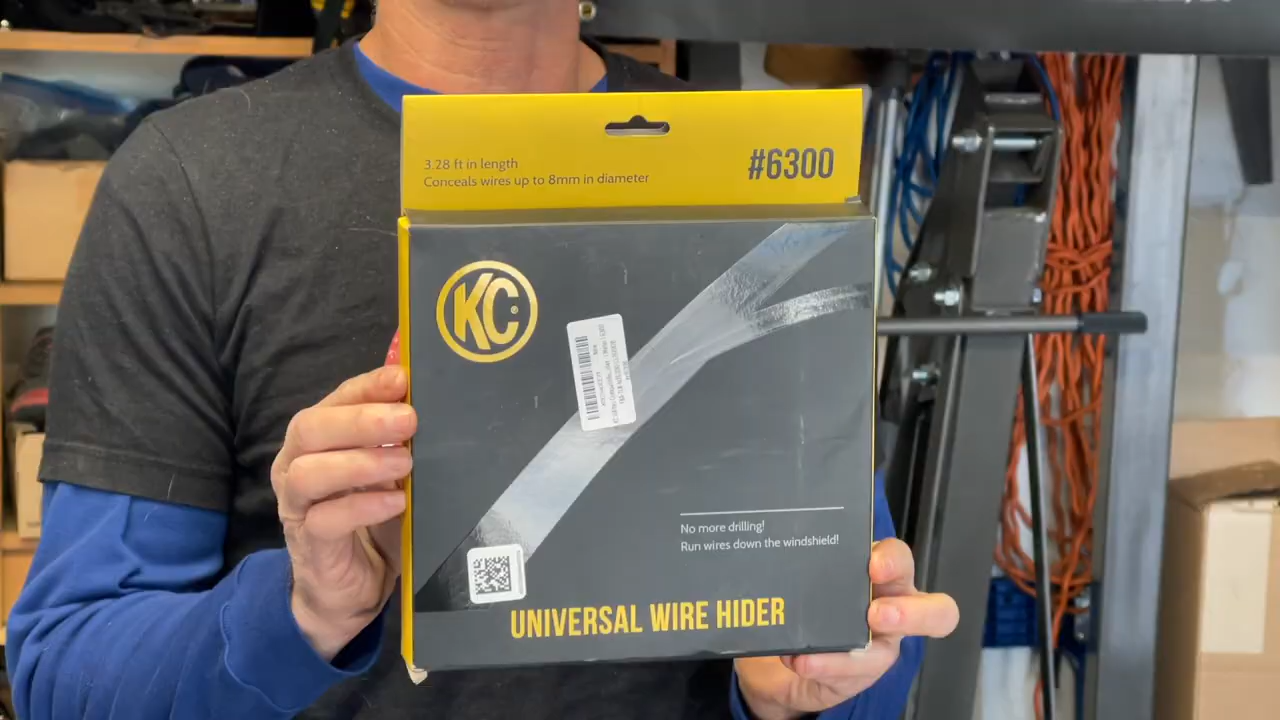 3.28 ft in length
Conceals wires up to 8mm in diameter
#6300
KC
No more drilling!
Run wires down the windshield!
UNIVERSAL WIRE HIDER